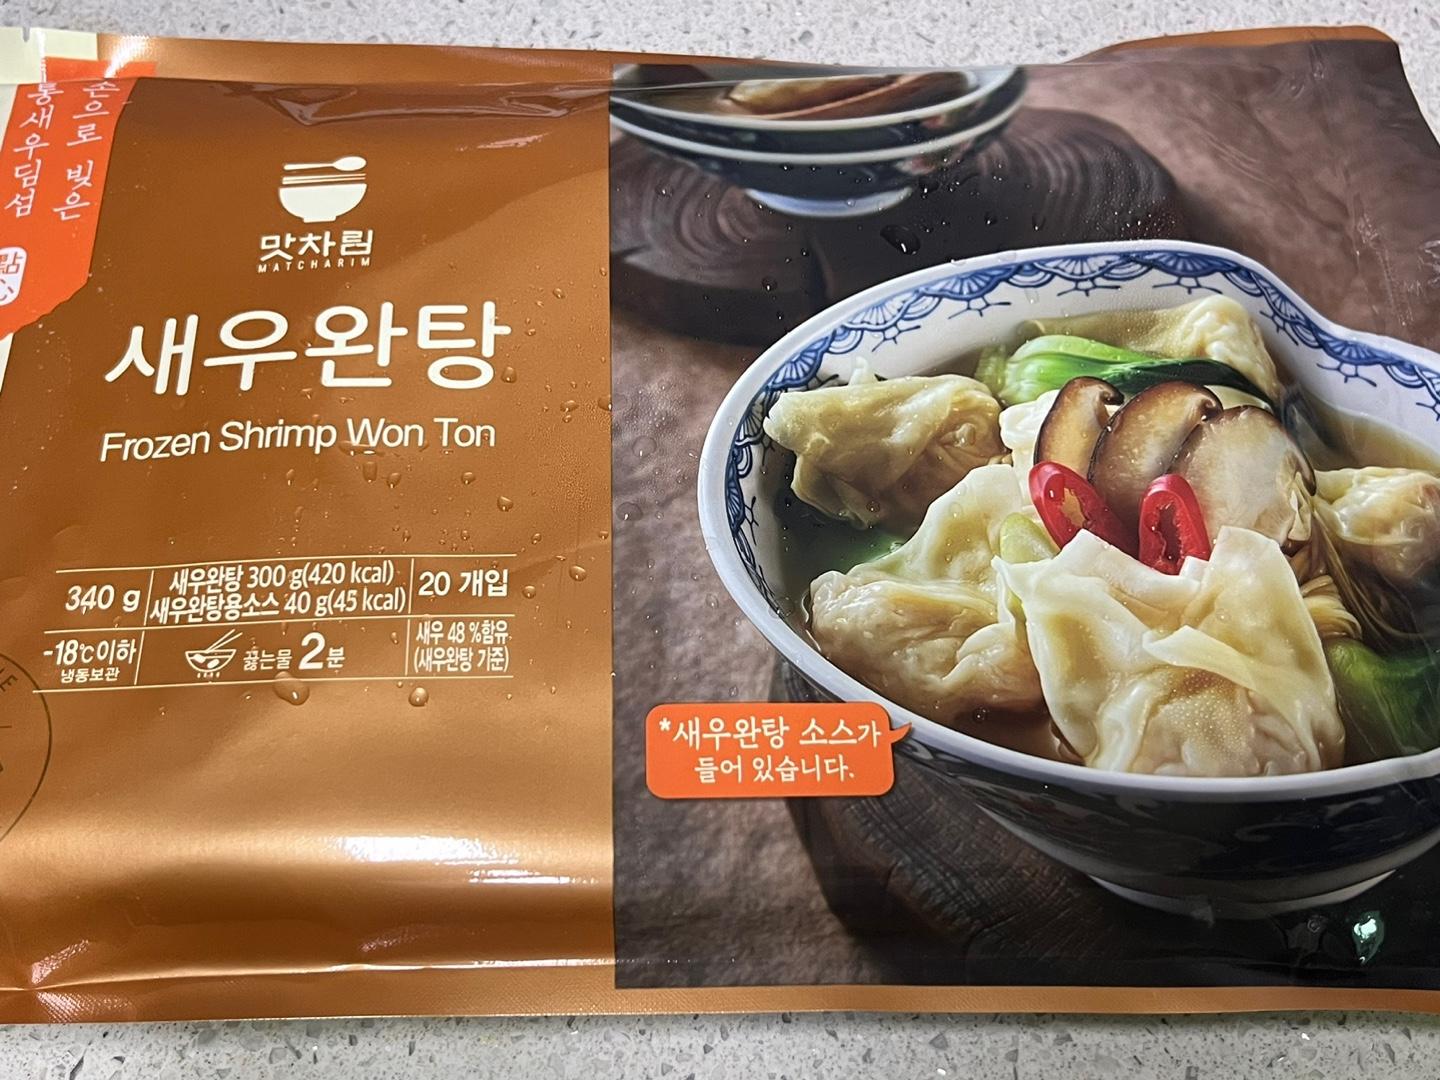 손으로 빚은
통새우딤섬
點心
맛차림
MATCHARIM
새우완탕
Frozen Shrimp Won Ton
340 g
새우완탕 300 g(420 kcal)
새우완탕용소스 40 g(45 kcal)
20 개입
-18℃이하
냉동보관
끓는물 2분
새우 48 %함유
(새우완탕 기준)
*새우완탕 소스가
들어 있습니다.